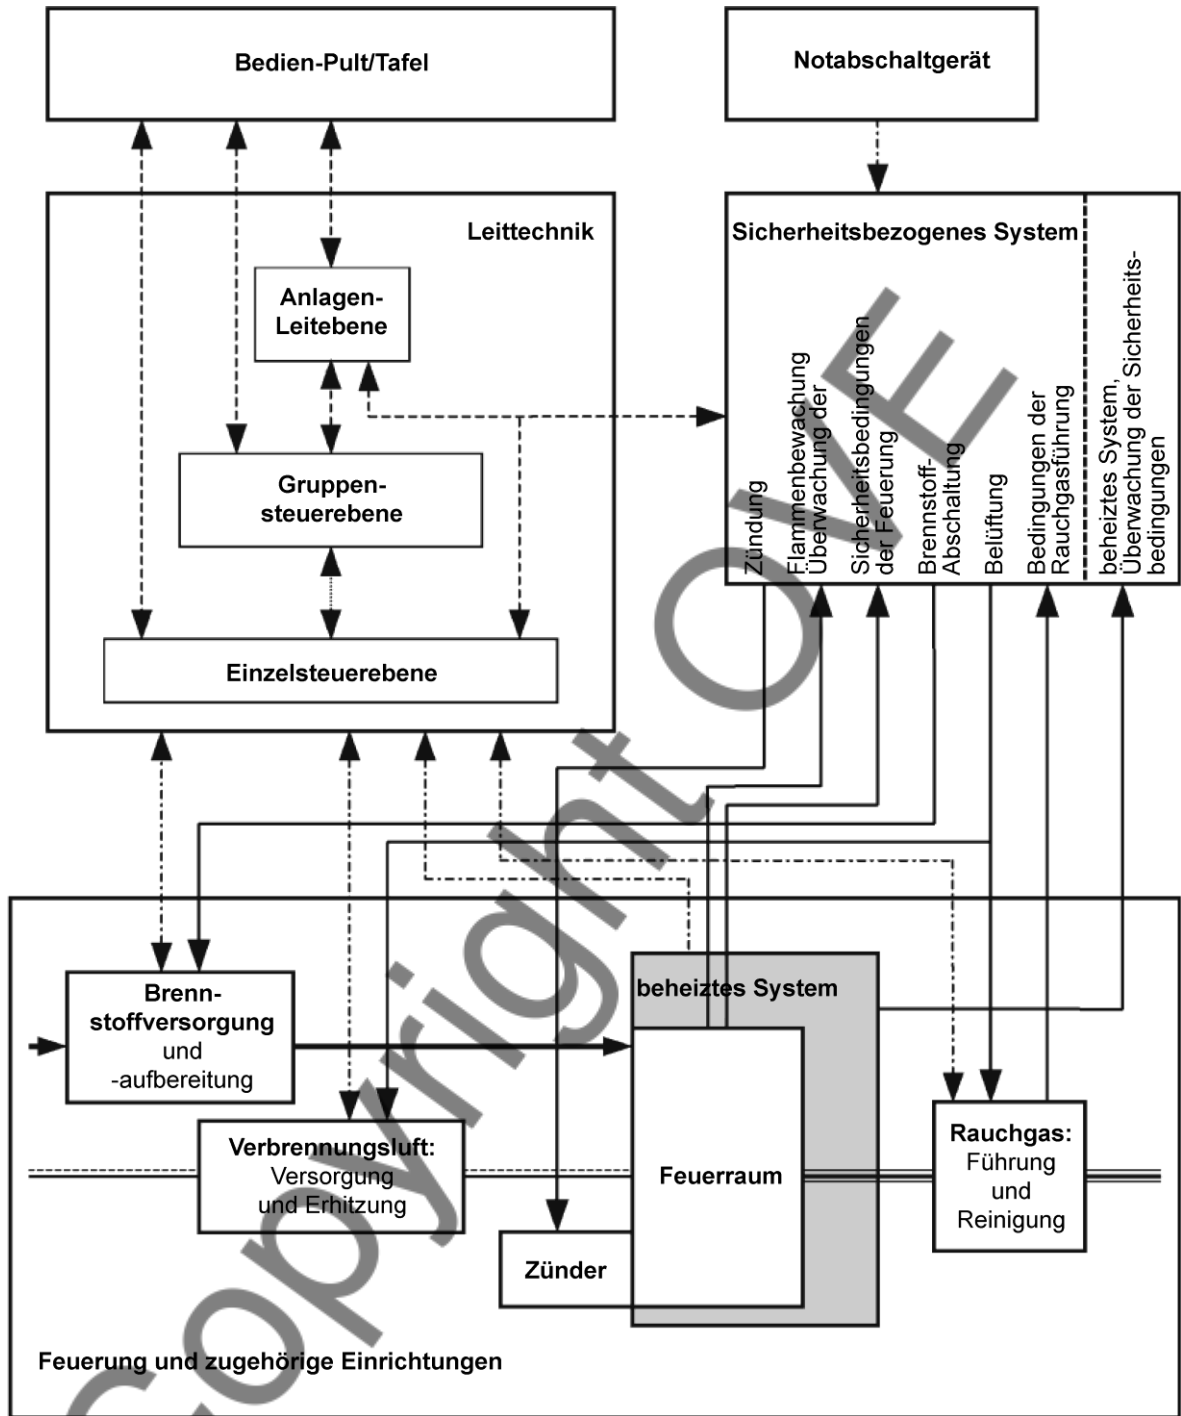 Bedien-Pult/Tafel
Notabschaltgerät
Leittechnik
Sicherheitsbezogenes System
Anlagen-
Leitebene
Gruppen-
steuerebene
Einzelsteuerebene
Zündung
Flammenbewachung
Überwachung der
Sicherheitsbedingungen
der Feuerung
Brennstoff-
Abschaltung
Belüftung
Bedingungen der
Rauchgasführung
beheiztes System,
Überwachung der Sicherheits-
bedingungen
Brenn-
stoffversorgung
und
-aufbereitung
beheiztes System
Verbrennungsluft:
Versorgung
und Erhitzung
Feuerraum
Rauchgas:
Führung
und
Reinigung
Zünder
Feuerung und zugehörige Einrichtungen
Copyright OVE